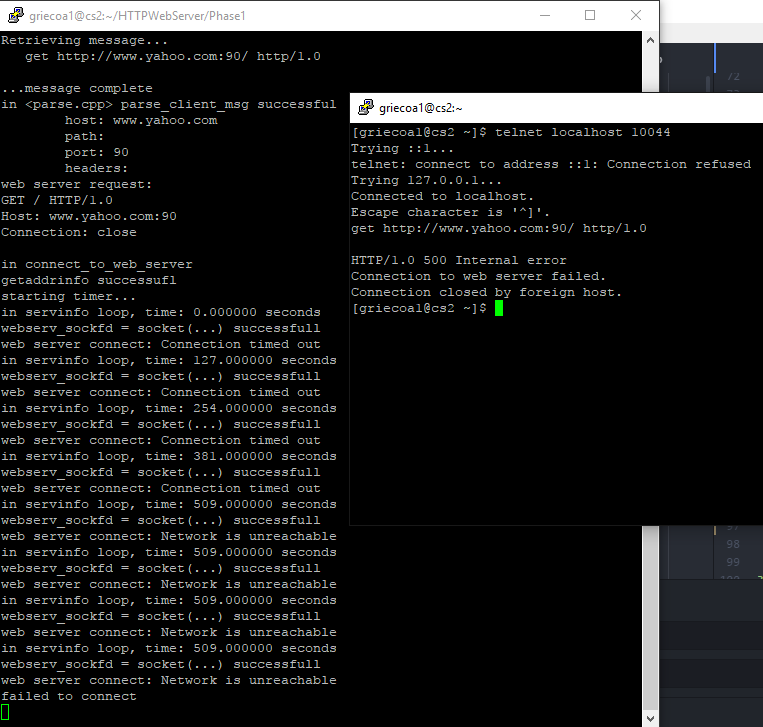 griecoa1@cs2:~/HTTPWebServer/Phase1
Retrieving message...
get http://www.yahoo.com:90/ http/1.0
...message complete
in <parse.cpp> parse_client_msg successful
host: www.yahoo.com
path:
port: 90
headers:
web server request:
GET / HTTP/1.0
Host: www.yahoo.com:90
Connection: close
in connect_to_web_server
getaddrinfo successufl
starting timer...
in servinfo loop, time: 0.000000 seconds
webserv_sockfd = socket(...) successfull
web server connect: Connection timed out
in servinfo loop, time: 127.000000 seconds
webserv_sockfd = socket(...) successfull
web server connect: Connection timed out
in servinfo loop, time: 254.000000 seconds
webserv_sockfd = socket(...) successfull
web server connect: Connection timed out
in servinfo loop, time: 381.000000 seconds
webserv_sockfd = socket(...) successfull
web server connect: Connection timed out
in servinfo loop, time: 509.000000 seconds
webserv_sockfd = socket(...) successfull
web server connect: Network is unreachable
in servinfo loop, time: 509.000000 seconds
webserv_sockfd = socket(...) successfull
web server connect: Network is unreachable
in servinfo loop, time: 509.000000 seconds
webserv_sockfd = socket(...) successfull
web server connect: Network is unreachable
in servinfo loop, time: 509.000000 seconds
webserv_sockfd = socket(...) successfull
web server connect: Network is unreachable
failed to connect
griecoa1@cs2:~
[griecoa1@cs2 ~]$ telnet localhost 10044
Trying ::1...
telnet: connect to address ::1: Connection refused
Trying 127.0.0.1...
Connected to localhost.
Escape character is '^]'.
get http://www.yahoo.com:90/ http/1.0
HTTP/1.0 500 Internal error
Connection to web server failed.
Connection closed by foreign host.
[griecoa1@cs2 ~]$
72
98
99